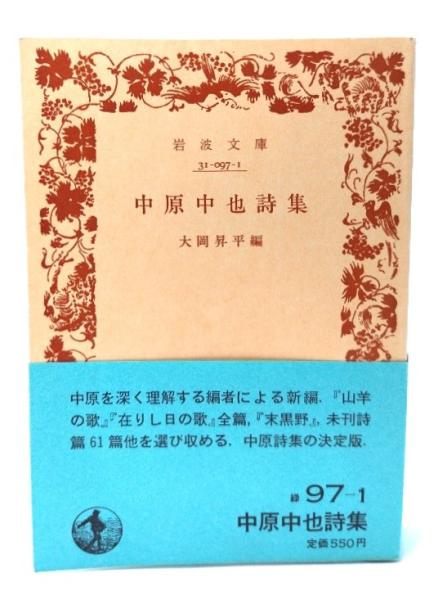 岩波文庫
31-097-1
中原中也詩集
大岡昇平編
中原を深く理解する編者による新編．『山羊
の歌』『在りし日の歌』全篇，『末黒野』，未刊詩
篇61篇他を選び収める．中原詩集の決定版．
緑97-1
中原中也詩集
定価550円